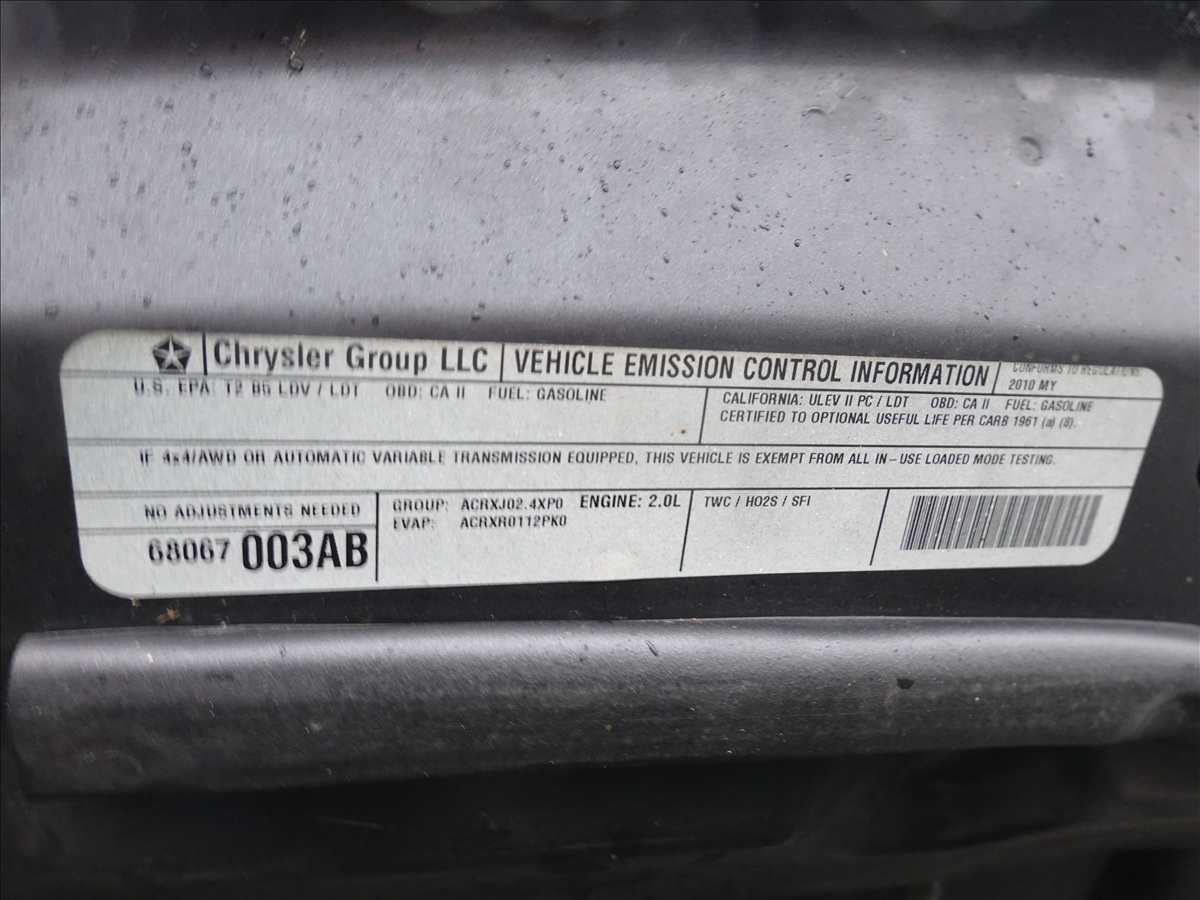 Chrysler Group LLC
VEHICLE EMISSION CONTROL INFORMATION
CONFORMS TO REGULATIONS:
2010 MY
U.S. EPA: T2 B5 LDV / LDT OBD: CA II FUEL: GASOLINE
CALIFORNIA: ULEV II PC / LDT OBD: CA II FUEL: GASOLINE
CERTIFIED TO OPTIONAL USEFUL LIFE PER CARB 1961 (a) (8).
IF 4x4/AWD OR AUTOMATIC VARIABLE TRANSMISSION EQUIPPED, THIS VEHICLE IS EXEMPT FROM ALL IN-USE LOADED MODE TESTING.
NO ADJUSTMENTS NEEDED
68067 003AB
GROUP: ACRXJ02.4XP0 ENGINE: 2.0L
EVAP: ACRXR0112PK0
TWC / HO2S / SFI